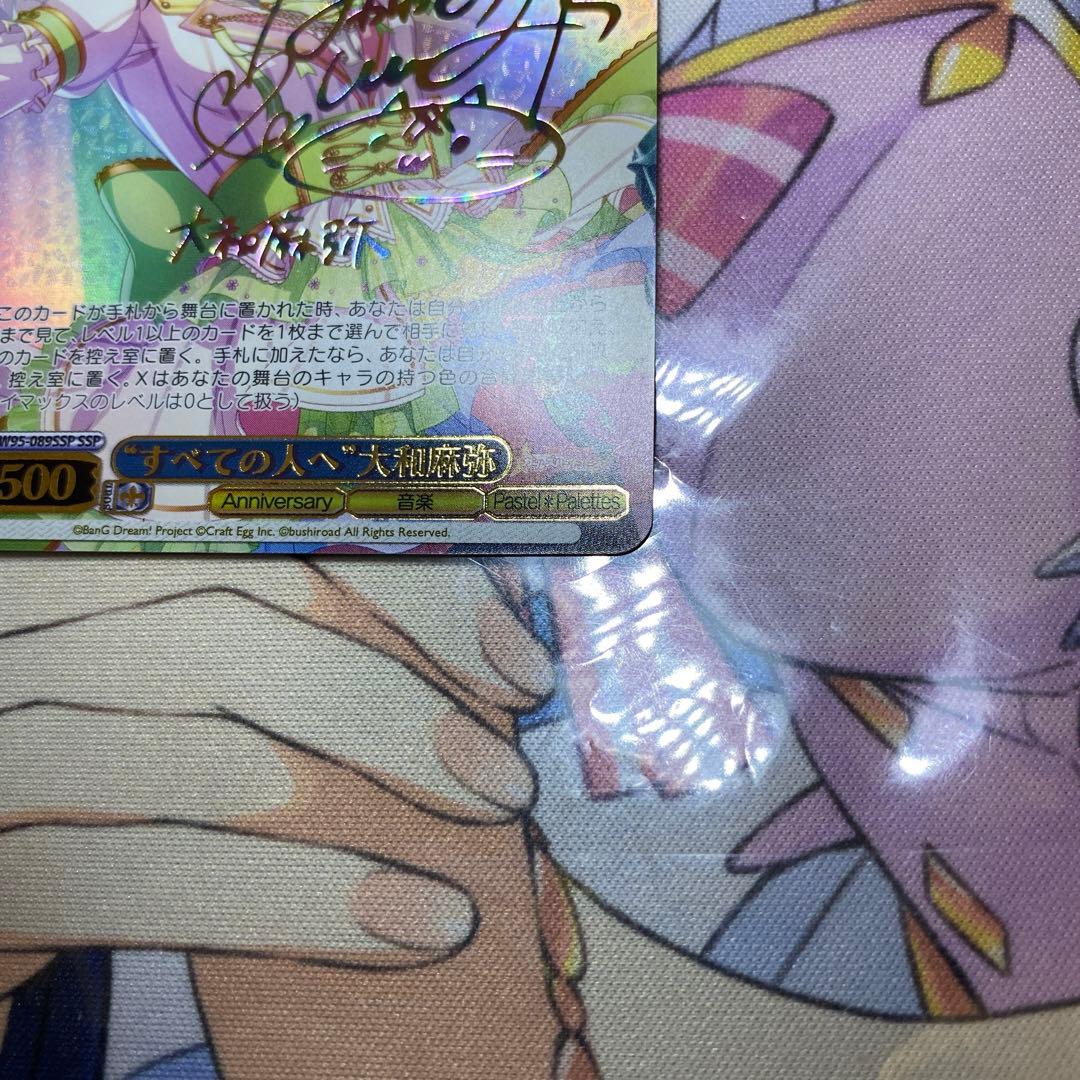 大和麻弥
このカードが手札から舞台に置かれた時、あなたは自分
まで見て、レベル1以上のカードを1枚まで選んで相手に
のカードを控え室に置く。手札に加えたなら、あなたは自
控え室に置く。Xはあなたの舞台のキャラの持つ色の
イマックスのレベルは0として扱う）
W95-089SSP SSP
500
“すべての人へ”大和麻弥
Anniversary 音楽 Pastel*Palettes
©BanG Dream! Project ©Craft Egg Inc. ©bushiroad All Rights Reserved.